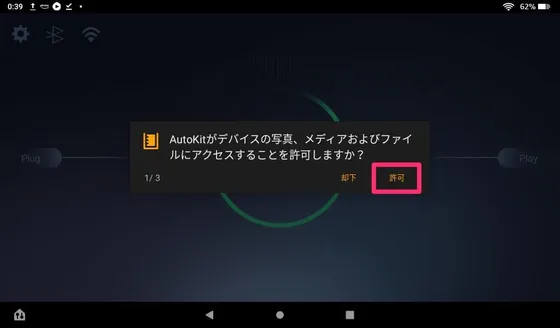 0:39
62%
AutoKitがデバイスの写真、メディアおよびファイ
ルにアクセスすることを許可しますか？
Plug
Play
1/3
却下
許可